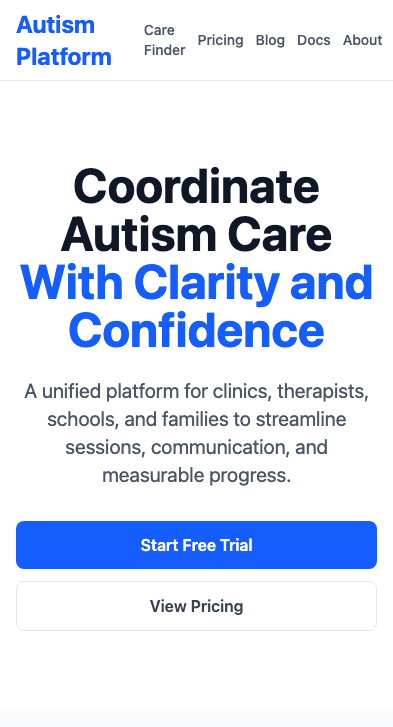 Autism
Platform
Care
Finder
Pricing
Blog
Docs
About
Coordinate
Autism Care
With Clarity and
Confidence
A unified platform for clinics, therapists,
schools, and families to streamline
sessions, communication, and
measurable progress.
Start Free Trial
View Pricing